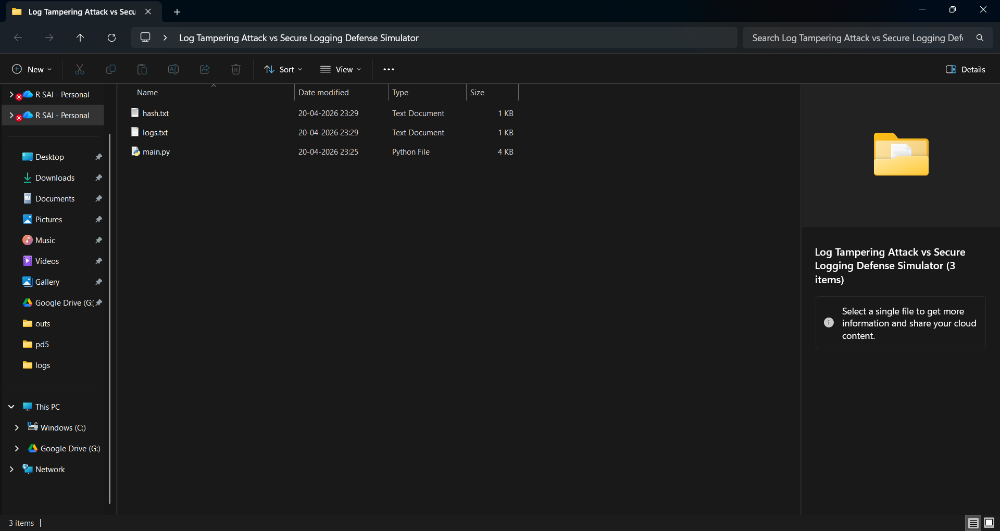 Log Tampering Attack vs Secu
Log Tampering Attack vs Secure Logging Defense Simulator
Search Log Tampering Attack vs Secure Logging Def
New
Sort
View
Details
R SAI - Personal
R SAI - Personal
Desktop
Downloads
Documents
Pictures
Music
Videos
Gallery
Google Drive (G:
outs
pd5
logs
This PC
Windows (C:)
Google Drive (G:)
Network
Name Date modified Type Size
hash.txt 20-04-2026 23:29 Text Document 1 KB
logs.txt 20-04-2026 23:29 Text Document 1 KB
main.py 20-04-2026 23:25 Python File 4 KB
Log Tampering Attack vs Secure
Logging Defense Simulator (3
items)
Select a single file to get more
information and share your cloud
content.
3 items